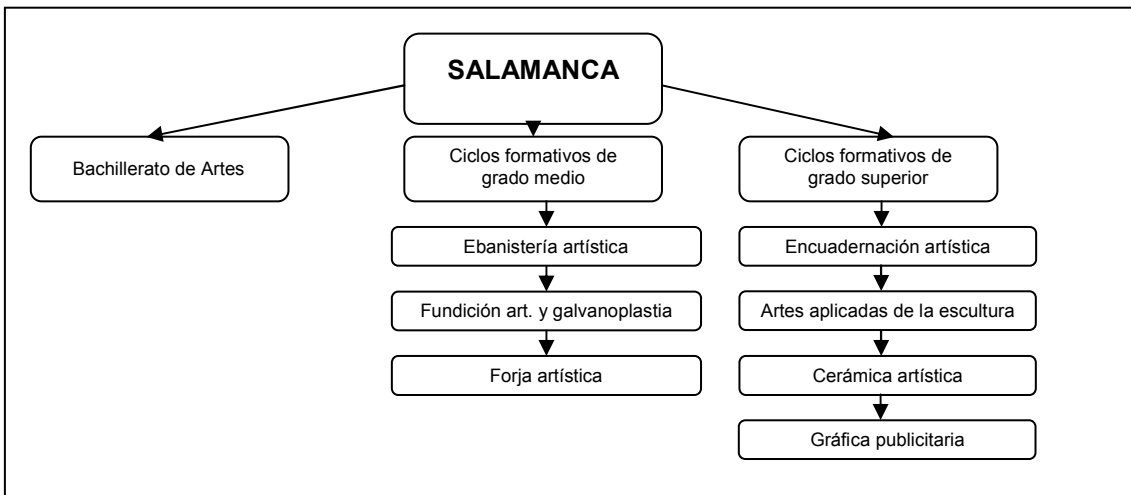 SALAMANCA
Bachillerato de Artes
Ciclos formativos de
grado medio
Ebanistería artística
Fundición art. y galvanoplastia
Forja artística
Ciclos formativos de
grado superior
Encuadernación artística
Artes aplicadas de la escultura
Cerámica artística
Gráfica publicitaria